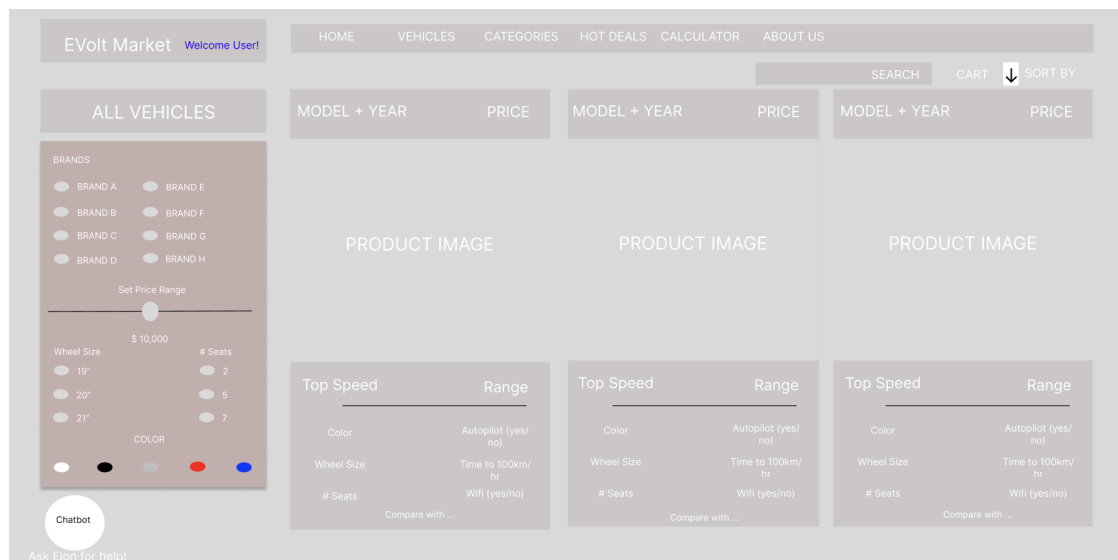 EVolt Market Welcome User!
HOME VEHICLES CATEGORIES HOT DEALS CALCULATOR ABOUT US
SEARCH CART SORT BY
ALL VEHICLES
BRANDS
BRAND A BRAND E
BRAND B BRAND F
BRAND C BRAND G
BRAND D BRAND H
Set Price Range
$ 10,000
Wheel Size # Seats
19" 2
20" 5
21" 7
COLOR
Chatbot
Ask Elon for help!
MODEL + YEAR PRICE
PRODUCT IMAGE
Top Speed Range
Color Autopilot (yes/
no)
Wheel Size Time to 100km/
hr
# Seats Wifi (yes/no)
Compare with ...
MODEL + YEAR PRICE
PRODUCT IMAGE
Top Speed Range
Color Autopilot (yes/
no)
Wheel Size Time to 100km/
hr
# Seats Wifi (yes/no)
Compare with ...
MODEL + YEAR PRICE
PRODUCT IMAGE
Top Speed Range
Color Autopilot (yes/
no)
Wheel Size Time to 100km/
hr
# Seats Wifi (yes/no)
Compare with ...